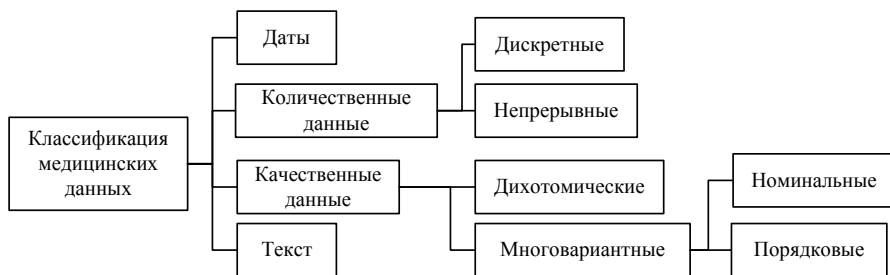 Классификация
медицинских
данных
Даты
Количественные
данные
Дискретные
Непрерывные
Качественные
данные
Дихотомические
Многовариантные
Номинальные
Порядковые
Текст